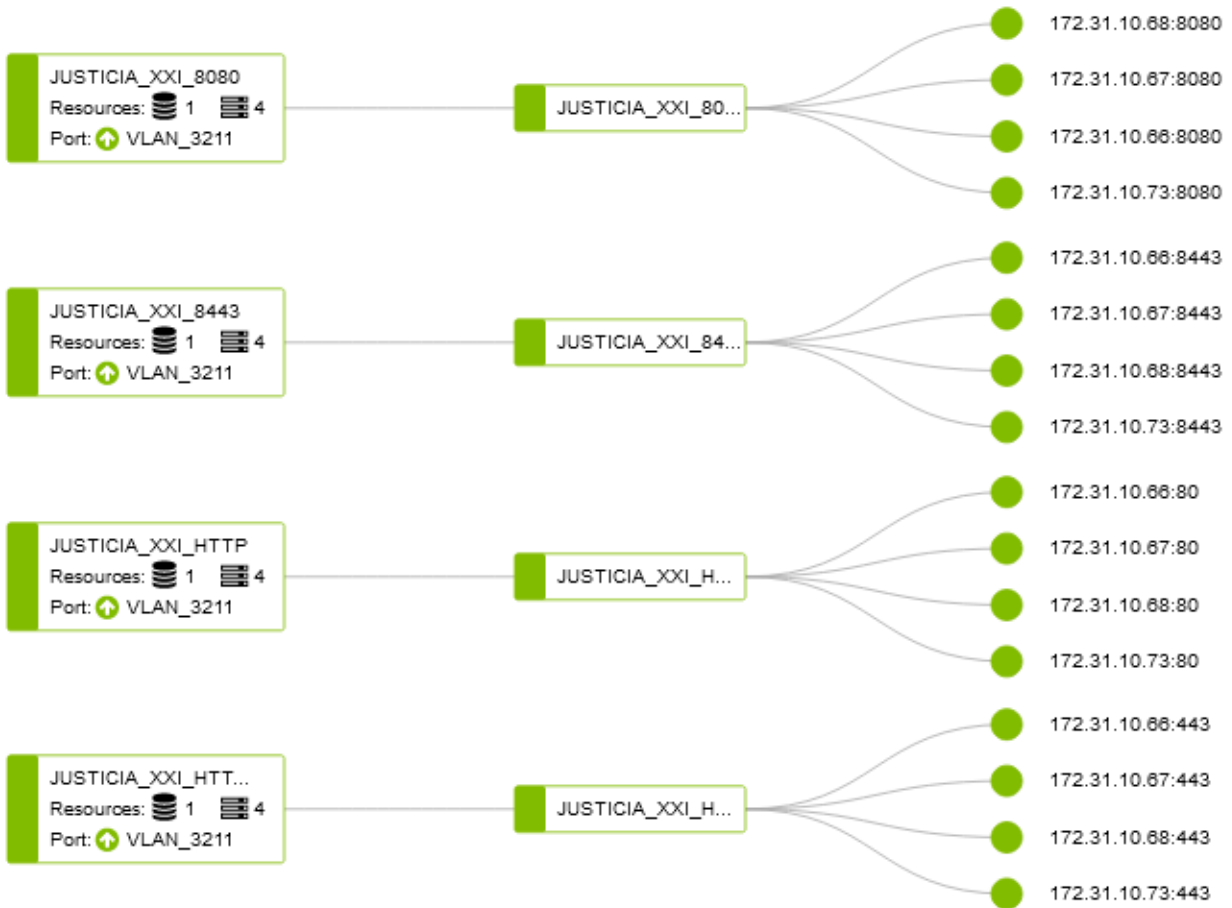 JUSTICIA_XXI_8080
Resources: 1 4
Port: VLAN_3211
JUSTICIA_XXI_80...
172.31.10.68:8080
172.31.10.67:8080
172.31.10.66:8080
172.31.10.73:8080
JUSTICIA_XXI_8443
Resources: 1 4
Port: VLAN_3211
JUSTICIA_XXI_84...
172.31.10.66:8443
172.31.10.67:8443
172.31.10.68:8443
172.31.10.73:8443
JUSTICIA_XXI_HTTP
Resources: 1 4
Port: VLAN_3211
JUSTICIA_XXI_H...
172.31.10.66:80
172.31.10.67:80
172.31.10.68:80
172.31.10.73:80
JUSTICIA_XXI_HTT...
Resources: 1 4
Port: VLAN_3211
JUSTICIA_XXI_H...
172.31.10.66:443
172.31.10.67:443
172.31.10.68:443
172.31.10.73:443